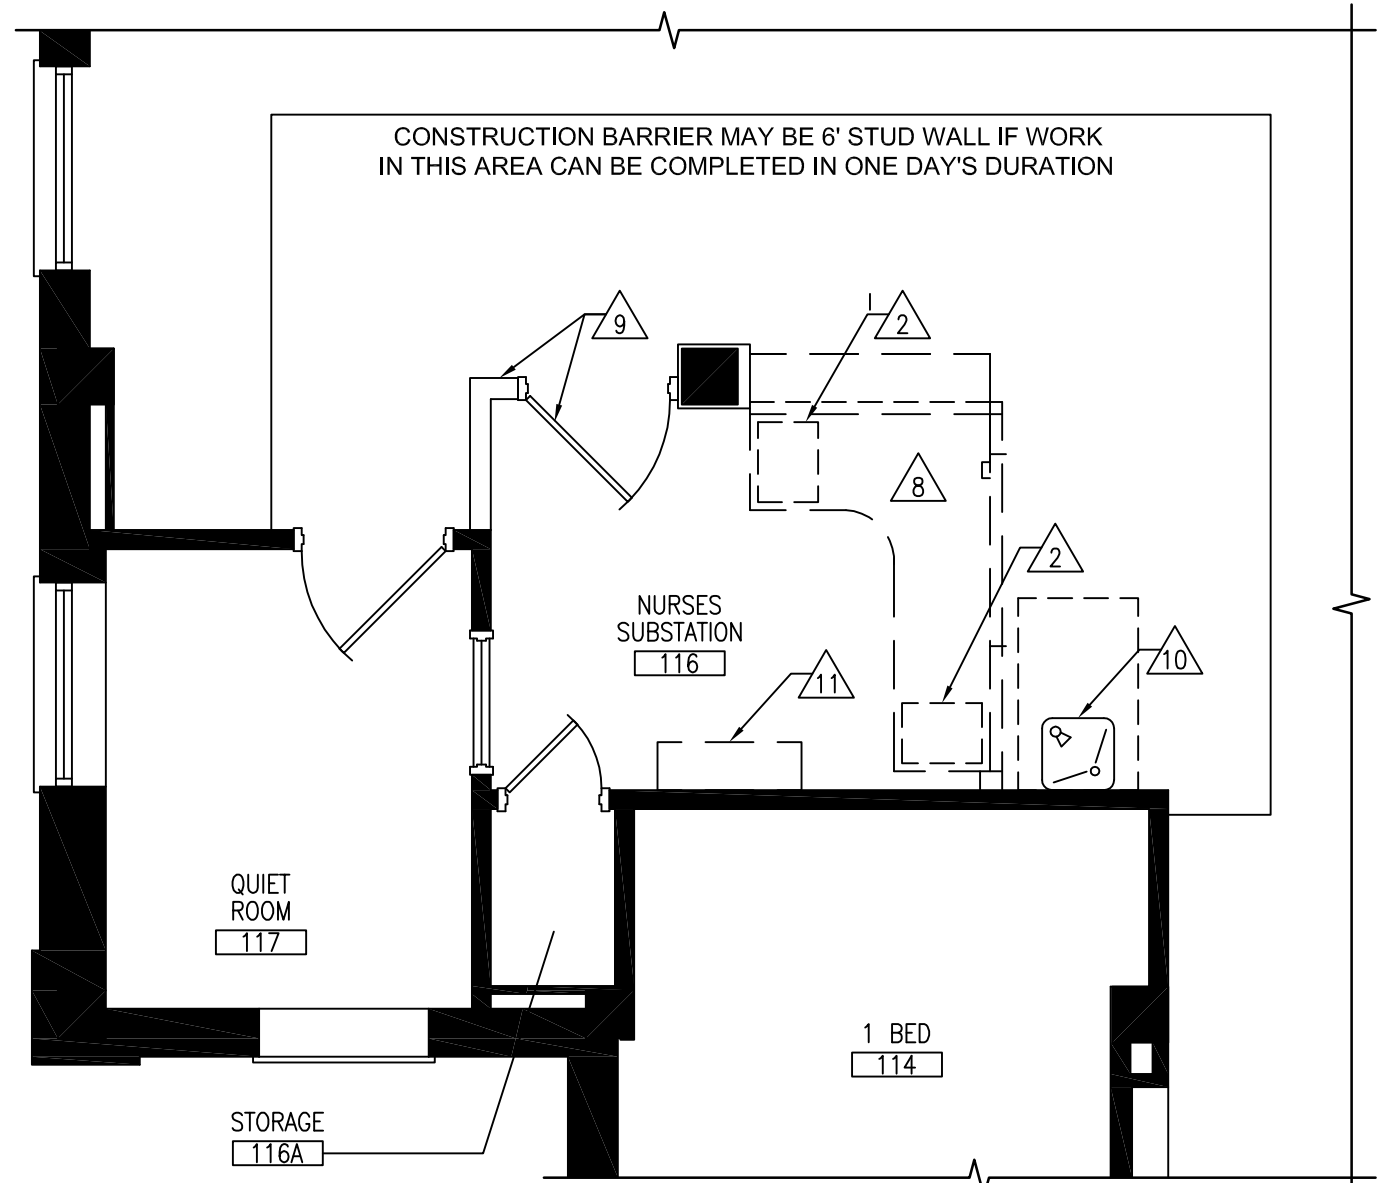 CONSTRUCTION BARRIER MAY BE 6' STUD WALL IF WORK
IN THIS AREA CAN BE COMPLETED IN ONE DAY'S DURATION
9
2
8
2
NURSES
SUBSTATION
116
10
11
QUIET
ROOM
117
1 BED
114
STORAGE
116A